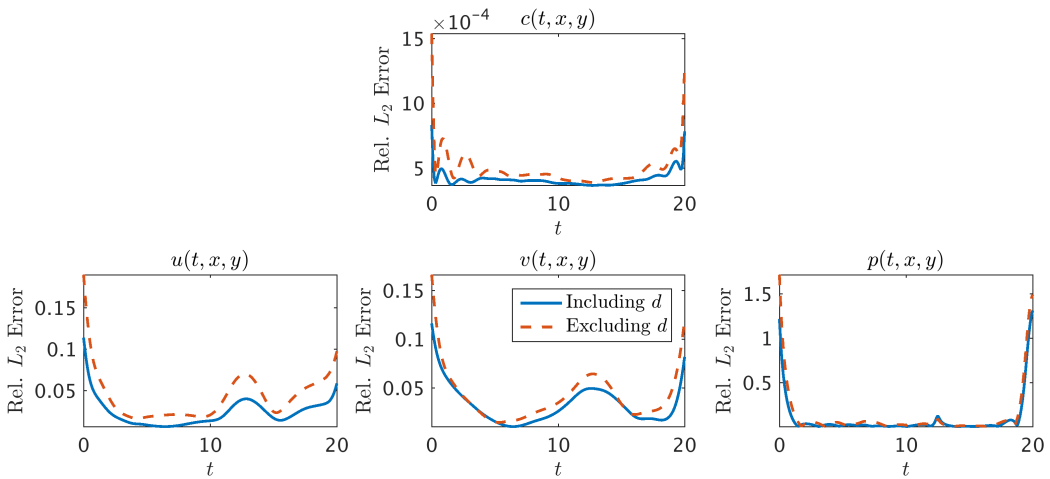 ×10⁻⁴ c(t, x, y)
15
10
5
Rel. L₂ Error
0 10 20
t
u(t, x, y)
0.15
0.1
0.05
Rel. L₂ Error
0 10 20
t
v(t, x, y)
Including d
Excluding d
0.15
0.1
0.05
Rel. L₂ Error
0 10 20
t
p(t, x, y)
1.5
1
0.5
Rel. L₂ Error
0 10 20
t